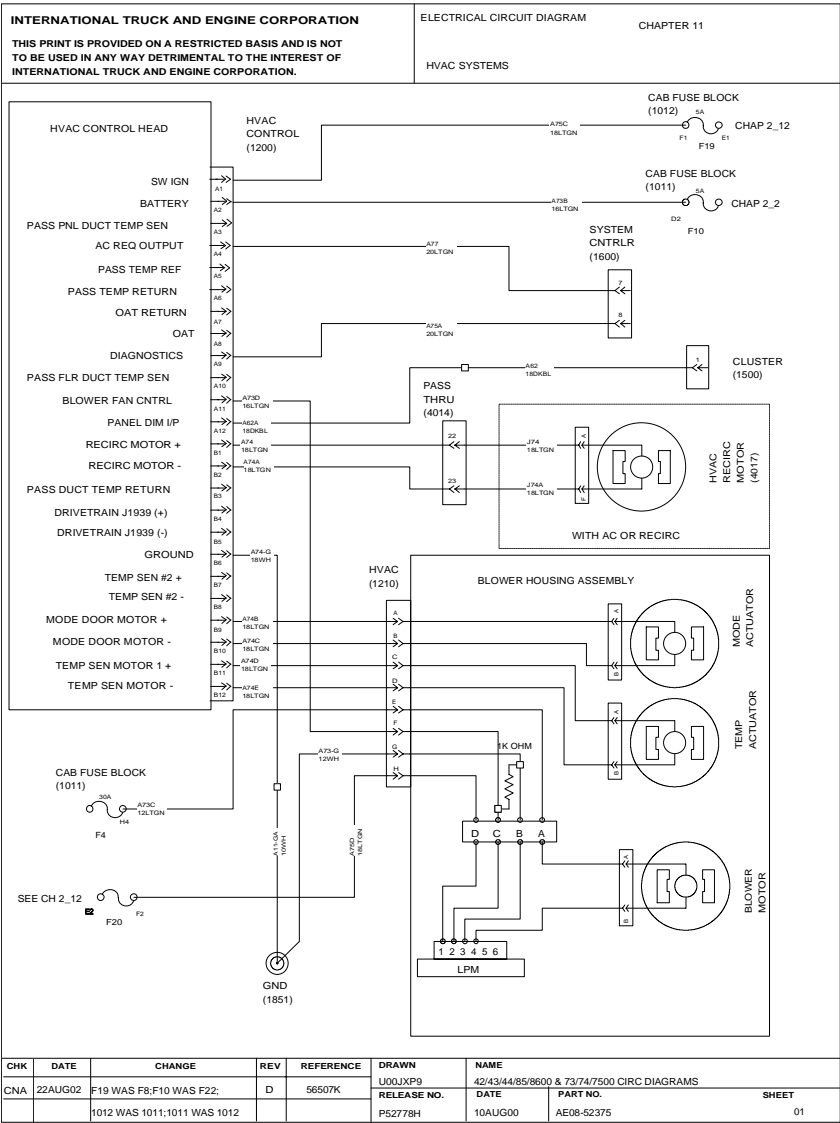 INTERNATIONAL TRUCK AND ENGINE CORPORATION
THIS PRINT IS PROVIDED ON A RESTRICTED BASIS AND IS NOT
TO BE USED IN ANY WAY DETRIMENTAL TO THE INTEREST OF
INTERNATIONAL TRUCK AND ENGINE CORPORATION.
ELECTRICAL CIRCUIT DIAGRAM
CHAPTER 11
HVAC SYSTEMS
HVAC CONTROL HEAD
HVAC
CONTROL
(1200)
SW IGN
A1
BATTERY
A2
PASS PNL DUCT TEMP SEN
A3
AC REQ OUTPUT
A4
PASS TEMP REF
A5
PASS TEMP RETURN
A6
OAT RETURN
A7
OAT
A8
DIAGNOSTICS
A9
PASS FLR DUCT TEMP SEN
A10
BLOWER FAN CNTRL
A11
PANEL DIM I/P
A12
RECIRC MOTOR +
B1
RECIRC MOTOR -
B2
PASS DUCT TEMP RETURN
B3
DRIVETRAIN J1939 (+)
B4
DRIVETRAIN J1939 (-)
B5
GROUND
B6
TEMP SEN #2 +
B7
TEMP SEN #2 -
B8
MODE DOOR MOTOR +
B9
MODE DOOR MOTOR -
B10
TEMP SEN MOTOR 1 +
B11
TEMP SEN MOTOR -
B12
A75C
18LTGN
CAB FUSE BLOCK
(1012)
5A
F1
E1
F19
CHAP 2_12
A73B
16LTGN
CAB FUSE BLOCK
(1011)
5A
D2
F10
CHAP 2_2
A77
20LTGN
SYSTEM
CNTRLR
(1600)
7
8
A75A
20LTGN
A62
18DKBL
1
CLUSTER
(1500)
A73D
16LTGN
A62A
18DKBL
A74
18LTGN
A74A
18LTGN
PASS
THRU
(4014)
22
23
J74
18LTGN
J74A
18LTGN
A
F
HVAC
RECIRC
MOTOR
(4017)
WITH AC OR RECIRC
A74-G
18WH
HVAC
(1210)
BLOWER HOUSING ASSEMBLY
A74B
18LTGN
A74C
18LTGN
A74D
18LTGN
A74E
18LTGN
A
B
C
D
E
F
G
H
A
B
MODE
ACTUATOR
A
B
TEMP
ACTUATOR
A73-G
12WH
1K OHM
CAB FUSE BLOCK
(1011)
30A
A73C
12LTGN
H4
F4
A11-GA
10WH
A75D
18LTGN
D C B A
A
B
BLOWER
MOTOR
SEE CH 2_12
E2
F2
F20
1 2 3 4 5 6
LPM
GND
(1851)
CHK DATE CHANGE REV REFERENCE
CNA 22AUG02 F19 WAS F8;F10 WAS F22; D 56507K
1012 WAS 1011;1011 WAS 1012
DRAWN
U00JXP9
NAME
42/43/44/85/8600 & 73/74/7500 CIRC DIAGRAMS
RELEASE NO. DATE PART NO. SHEET
P52778H 10AUG00 AE08-52375 01